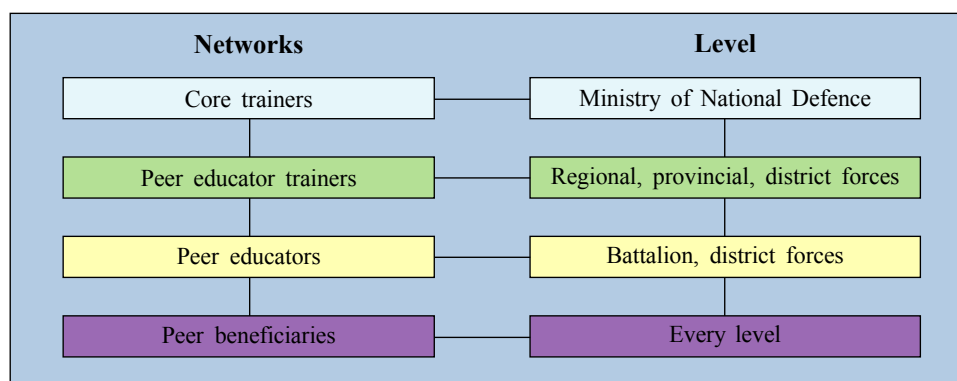 Networks
Level
Core trainers
Ministry of National Defence
Peer educator trainers
Regional, provincial, district forces
Peer educators
Battalion, district forces
Peer beneficiaries
Every level